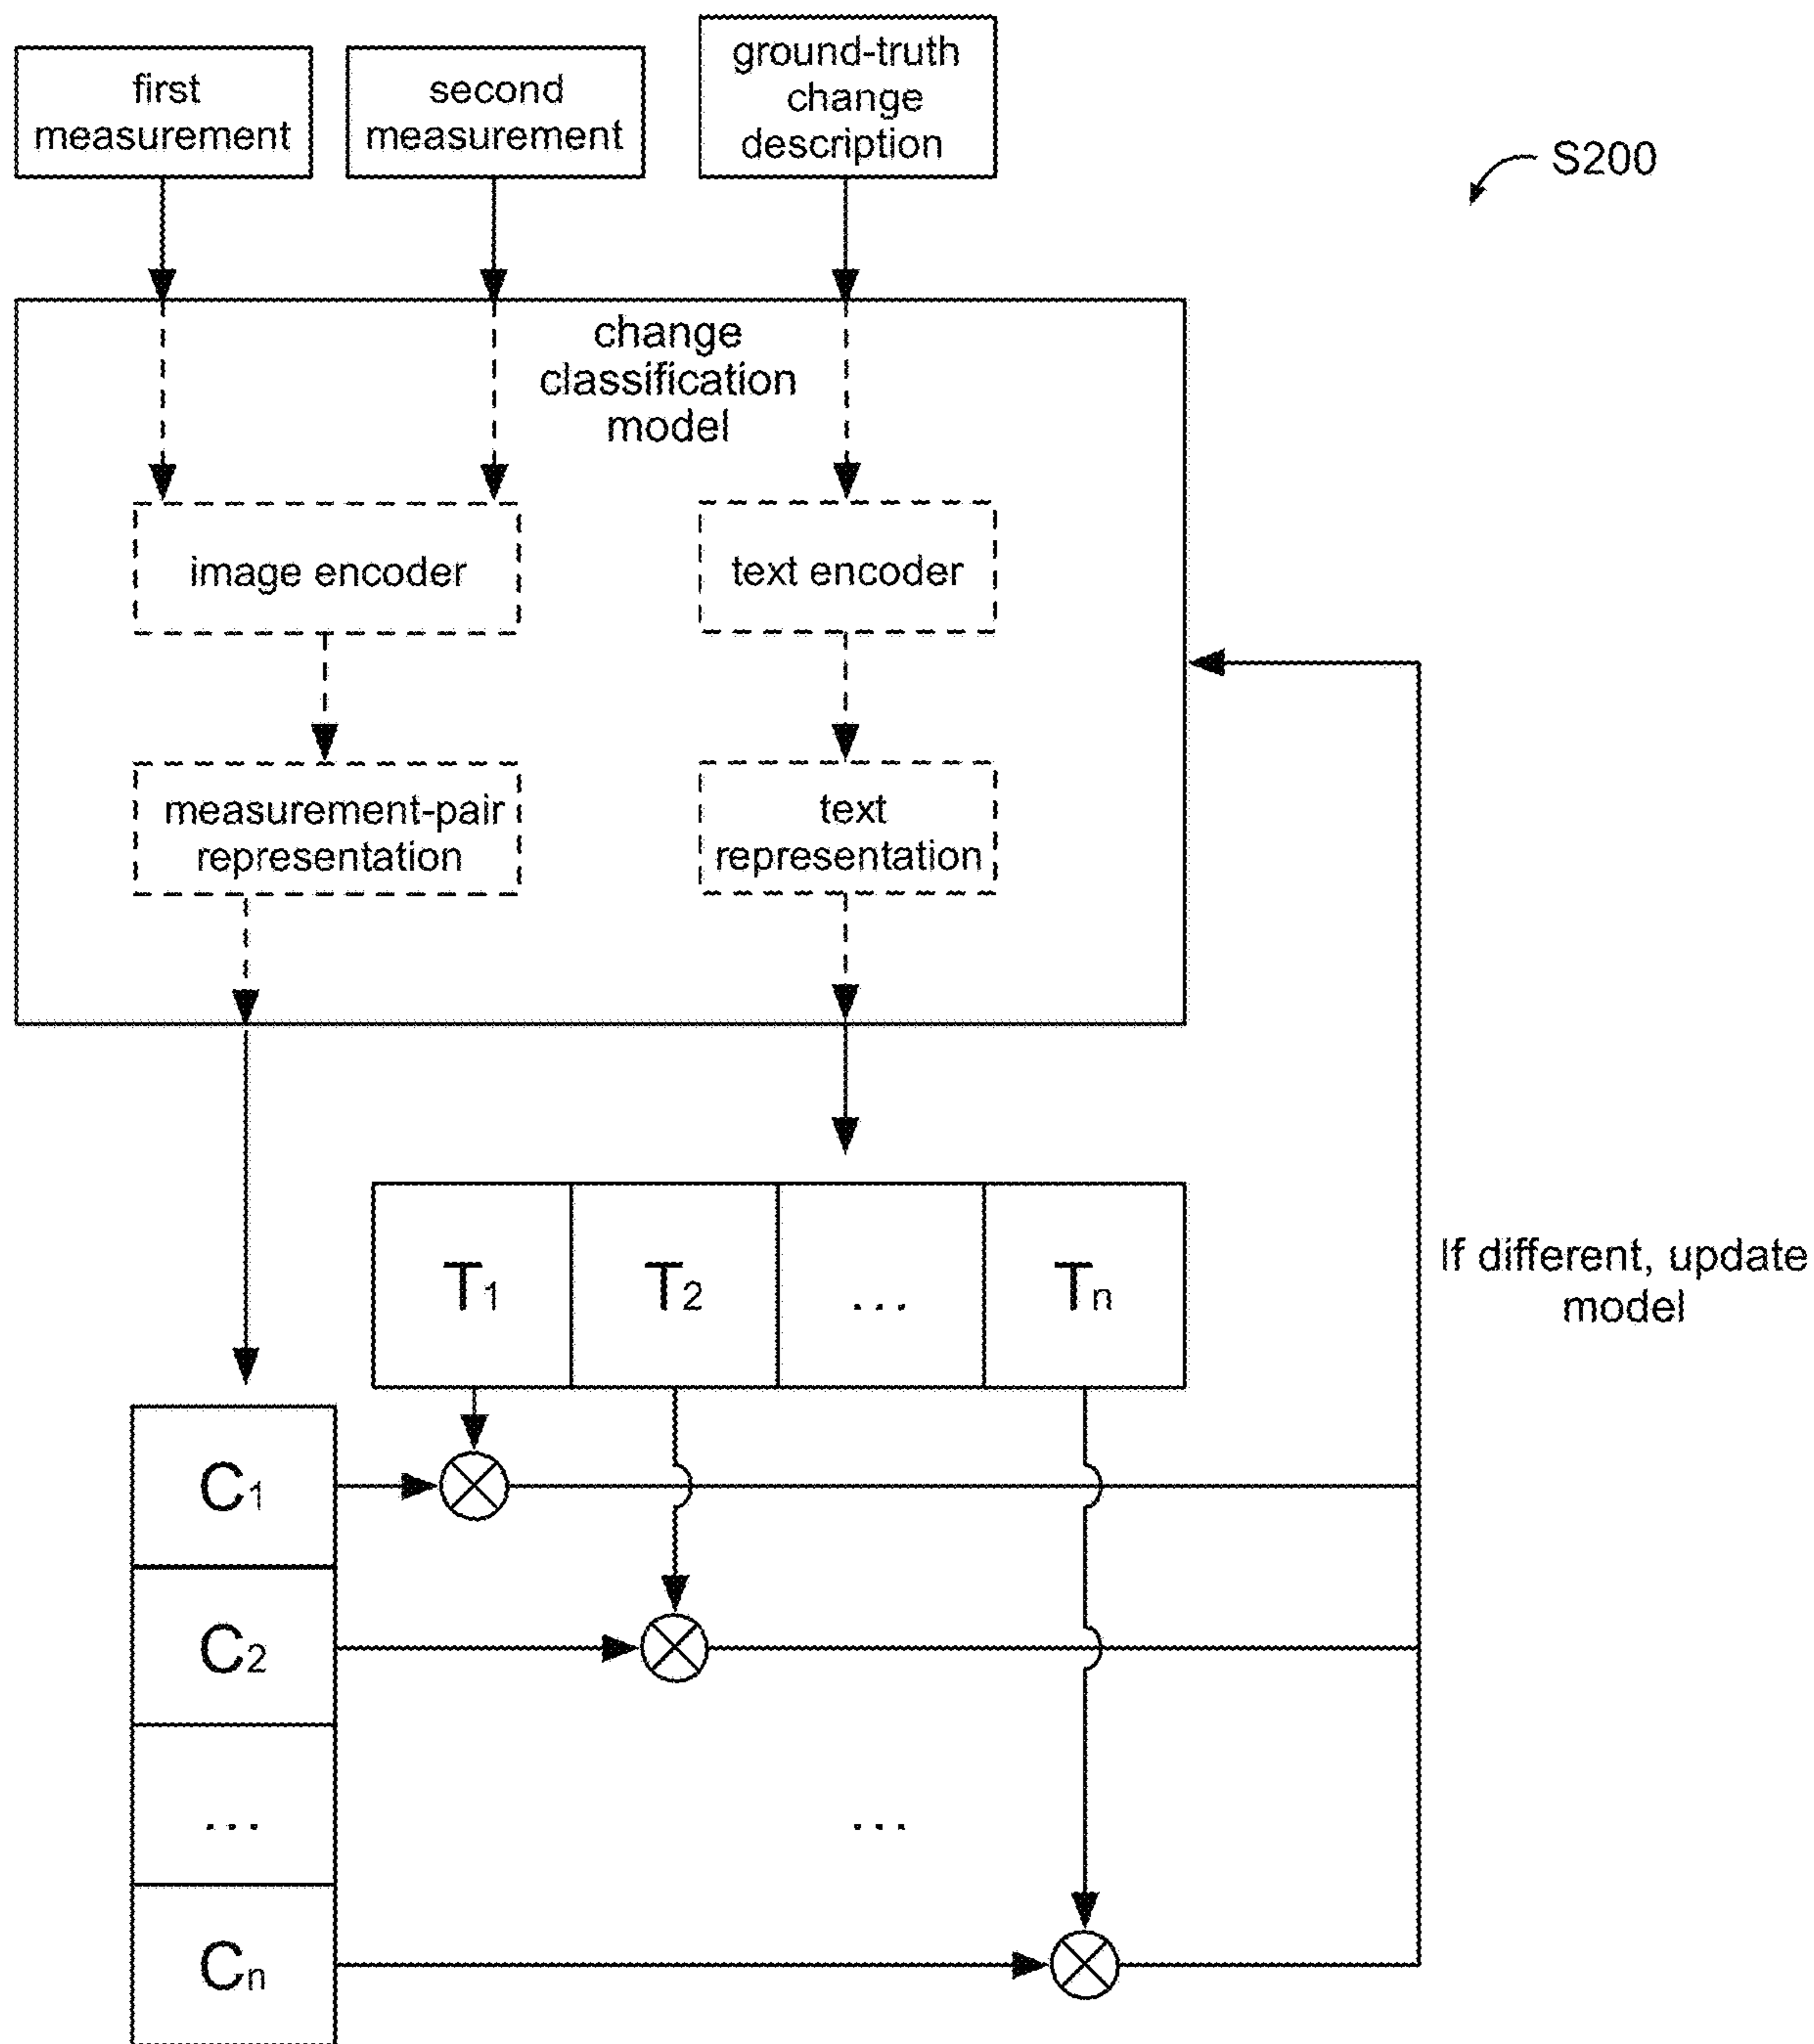 first
measurement
second
measurement
ground-truth
change
description
S200
change
classification
model
image encoder
text encoder
measurement-pair
representation
text
representation
T1
T2
...
Tn
If different, update
model
C1
C2
...
...
Cn